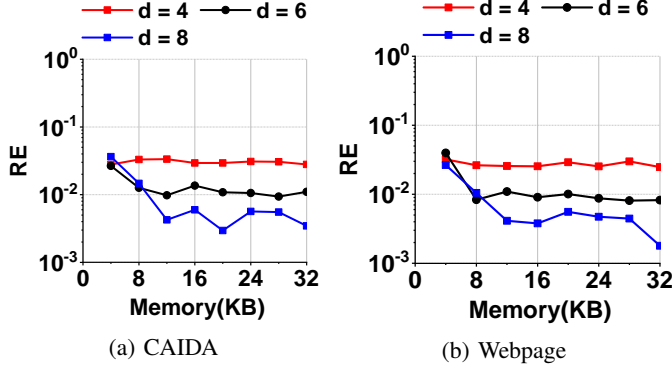 d = 4 d = 6
d = 8
10^0
10^-1
10^-2
10^-3
RE
0 8 16 24 32
Memory(KB)
(a) CAIDA
d = 4 d = 6
d = 8
10^0
10^-1
10^-2
10^-3
RE
0 8 16 24 32
Memory(KB)
(b) Webpage